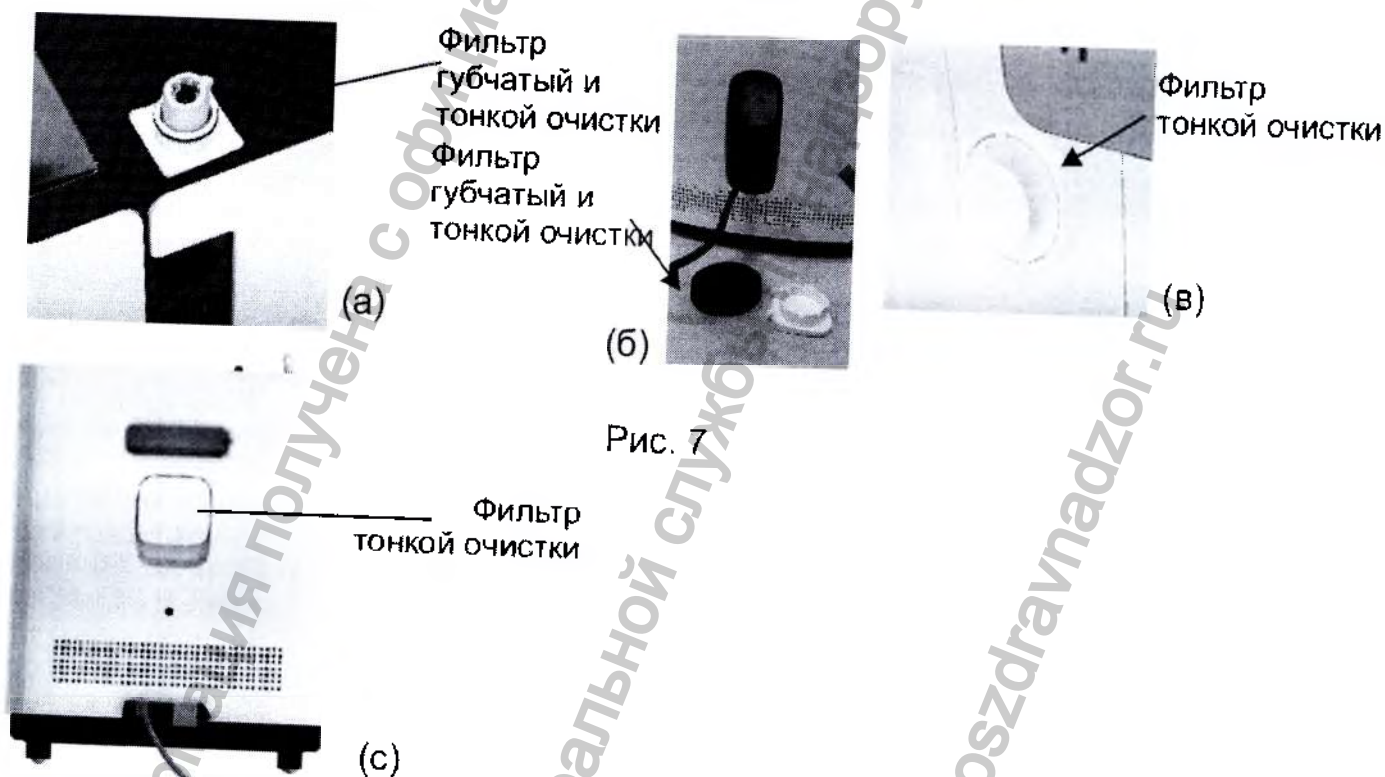 Фильтр
губчатый и
тонкой очистки
Фильтр
губчатый и
тонкой очистки
Фильтр
тонкой очистки
(а)
(б)
(в)
Рис. 7
Фильтр
тонкой очистки
(с)